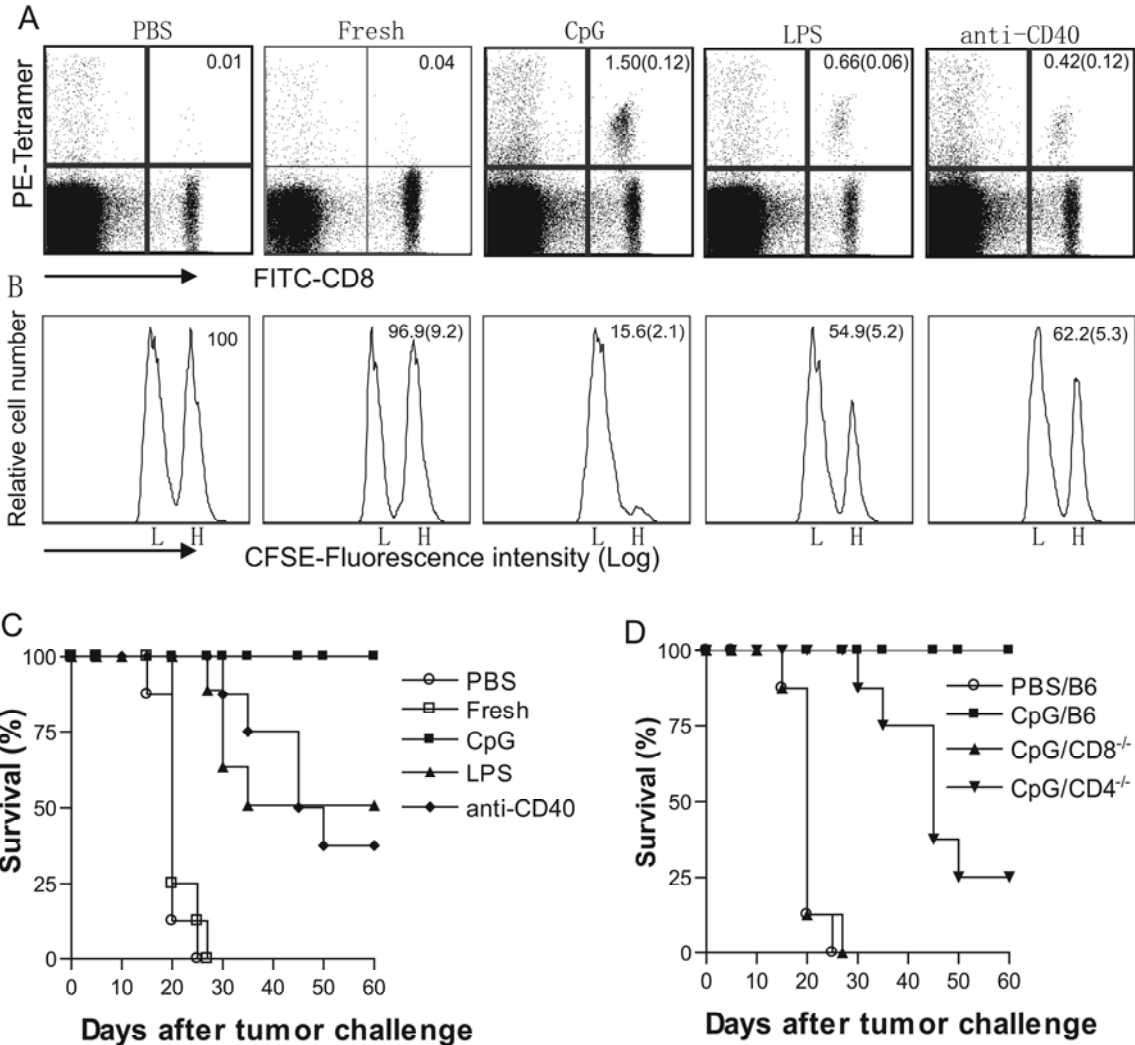 A
PBS Fresh CpG LPS anti-CD40
PE-Tetramer
0.01 0.04 1.50(0.12) 0.66(0.06) 0.42(0.12)
FITC-CD8
B
Relative cell number
100 96.9(9.2) 15.6(2.1) 54.9(5.2) 62.2(5.3)
L H L H L H L H L H
CFSE-Fluorescence intensity (Log)
C
Survival (%)
100
75
50
25
0
0 10 20 30 40 50 60
Days after tumor challenge
PBS
Fresh
CpG
LPS
anti-CD40
D
Survival (%)
100
75
50
25
0
0 10 20 30 40 50 60
Days after tumor challenge
PBS/B6
CpG/B6
CpG/CD8-/-
CpG/CD4-/-